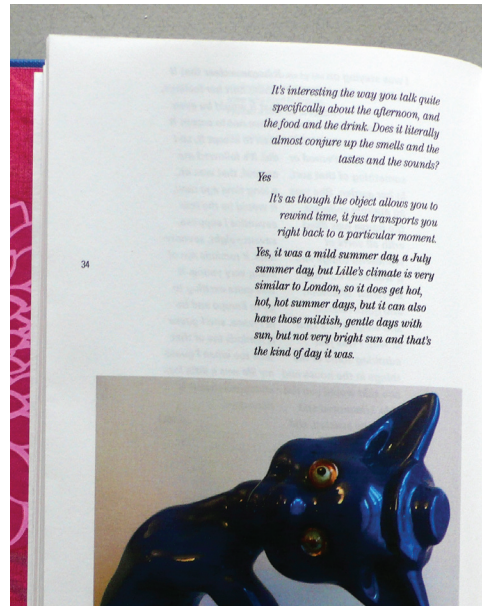 It's interesting the way you talk quite
specifically about the afternoon, and
the food and the drink. Does it literally
almost conjure up the smells and the
tastes and the sounds?
Yes
It's as though the object allows you to
rewind time, it just transports you
right back to a particular moment.
Yes, it was a mild summer day, a July
summer day, but Lille's climate is very
similar to London, so it does get hot,
hot, hot summer days, but it can also
have those mildish, gentle days with
sun, but not very bright sun and that's
the kind of day it was.
34